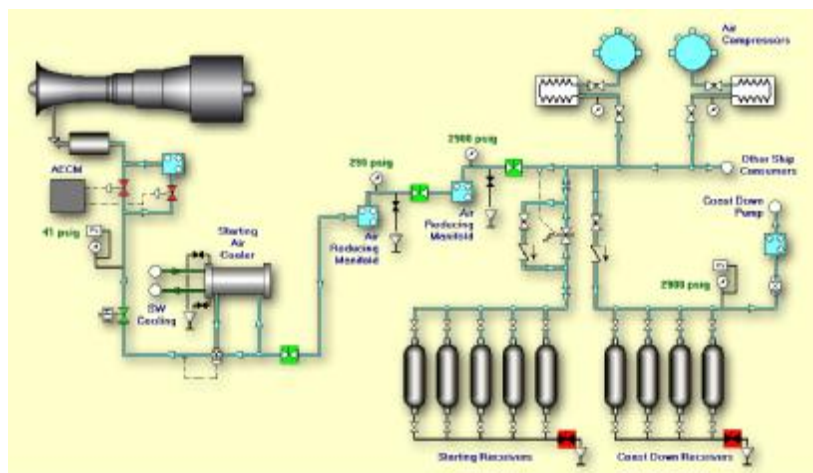 Air
Compressors
2900 psig
290 psig
Other Ship
Consumers
Coast Down
Pump
AECM
Air
Reducing
Manifold
Air
Reducing
Manifold
Starting
Air
Cooler
41 psig
SW
Cooling
2900 psig
Starting Receivers
Coast Down Receivers